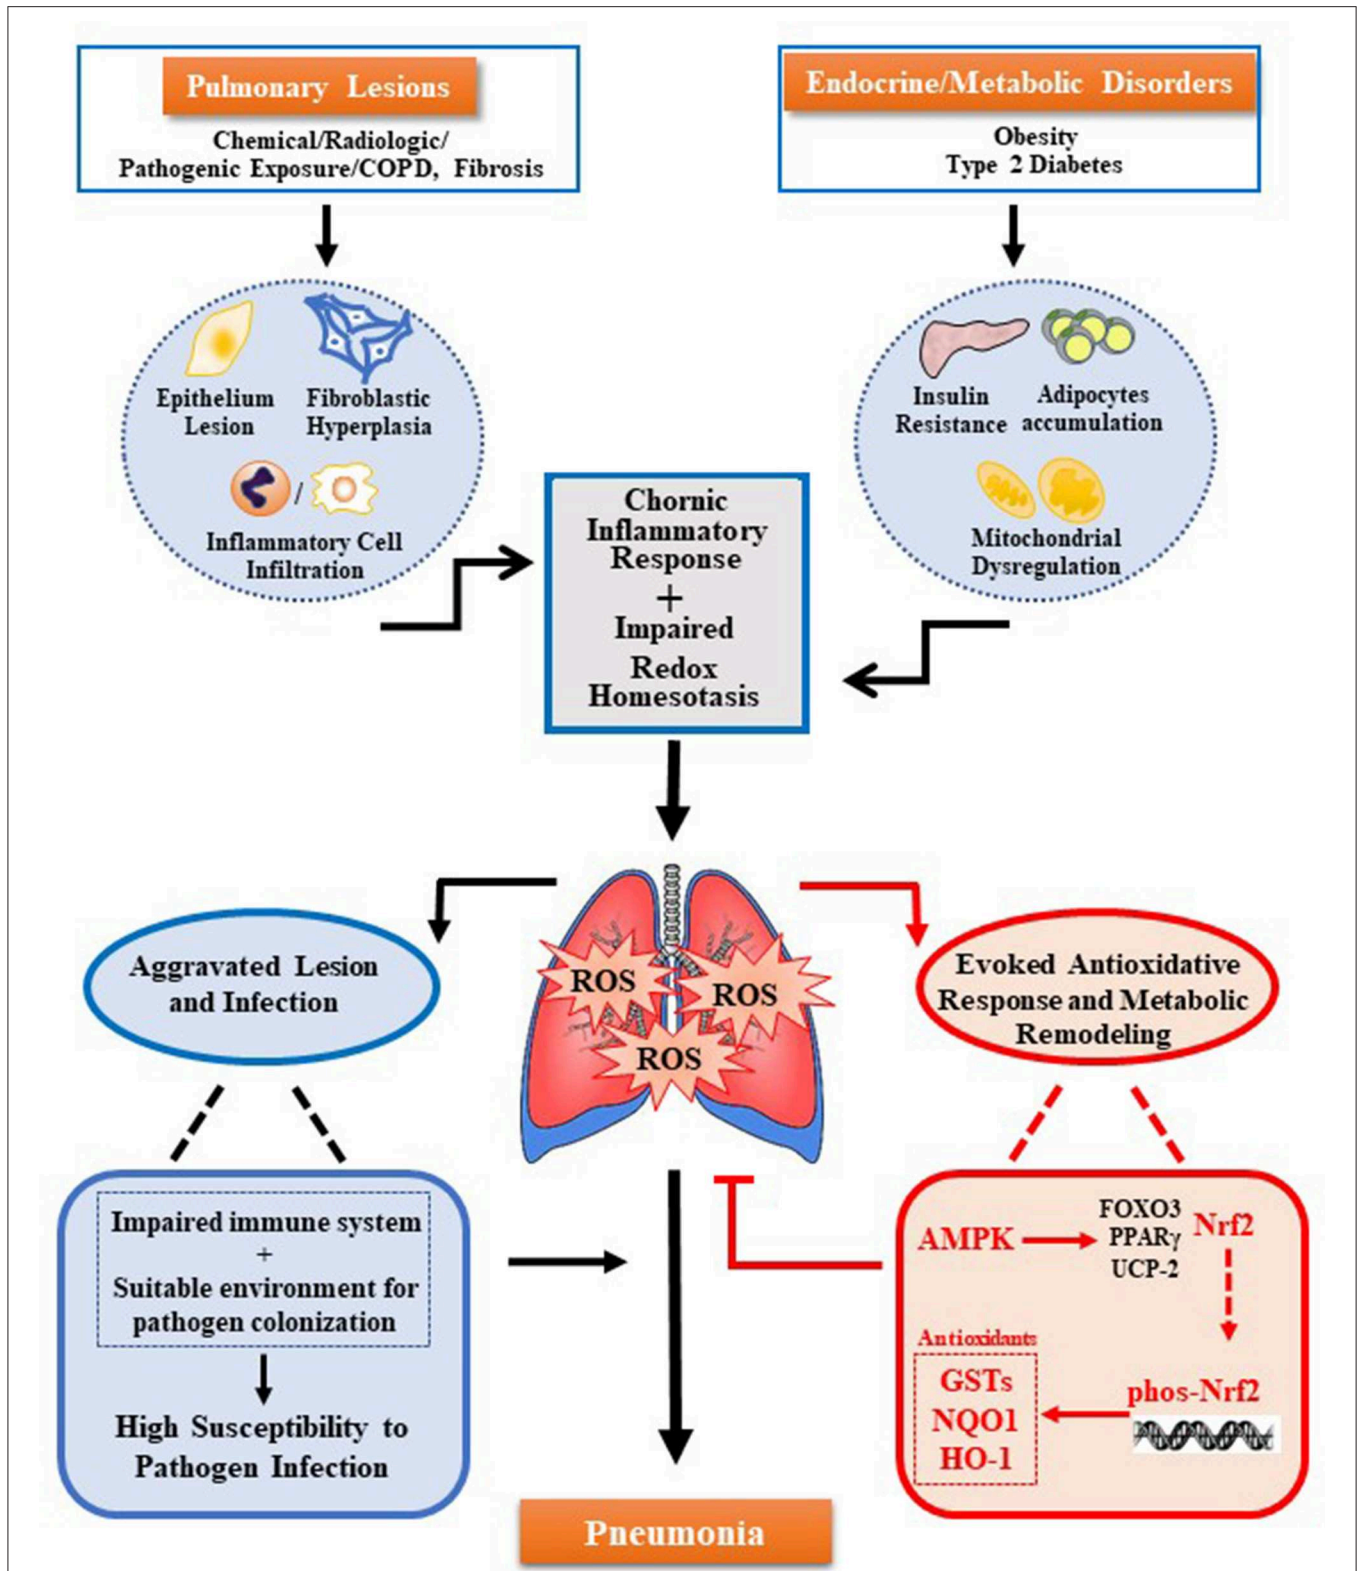 Pulmonary Lesions
Chemical/Radiologic/
Pathogenic Exposure/COPD, Fibrosis
Endocrine/Metabolic Disorders
Obesity
Type 2 Diabetes
Epithelium
Lesion
Fibroblastic
Hyperplasia
/
Inflammatory Cell
Infiltration
Insulin
Resistance
Adipocytes
accumulation
Mitochondrial
Dysregulation
Chornic
Inflammatory
Response
+
Impaired
Redox
Homesotasis
Aggravated Lesion
and Infection
ROS
ROS
ROS
Evoked Antioxidative
Response and Metabolic
Remodeling
Impaired immune system
+
Suitable environment for
pathogen colonization
High Susceptibility to
Pathogen Infection
AMPK
FOXO3
PPARγ
UCP-2
Nrf2
phos-Nrf2
Antioxidants
GSTs
NQO1
HO-1
Pneumonia